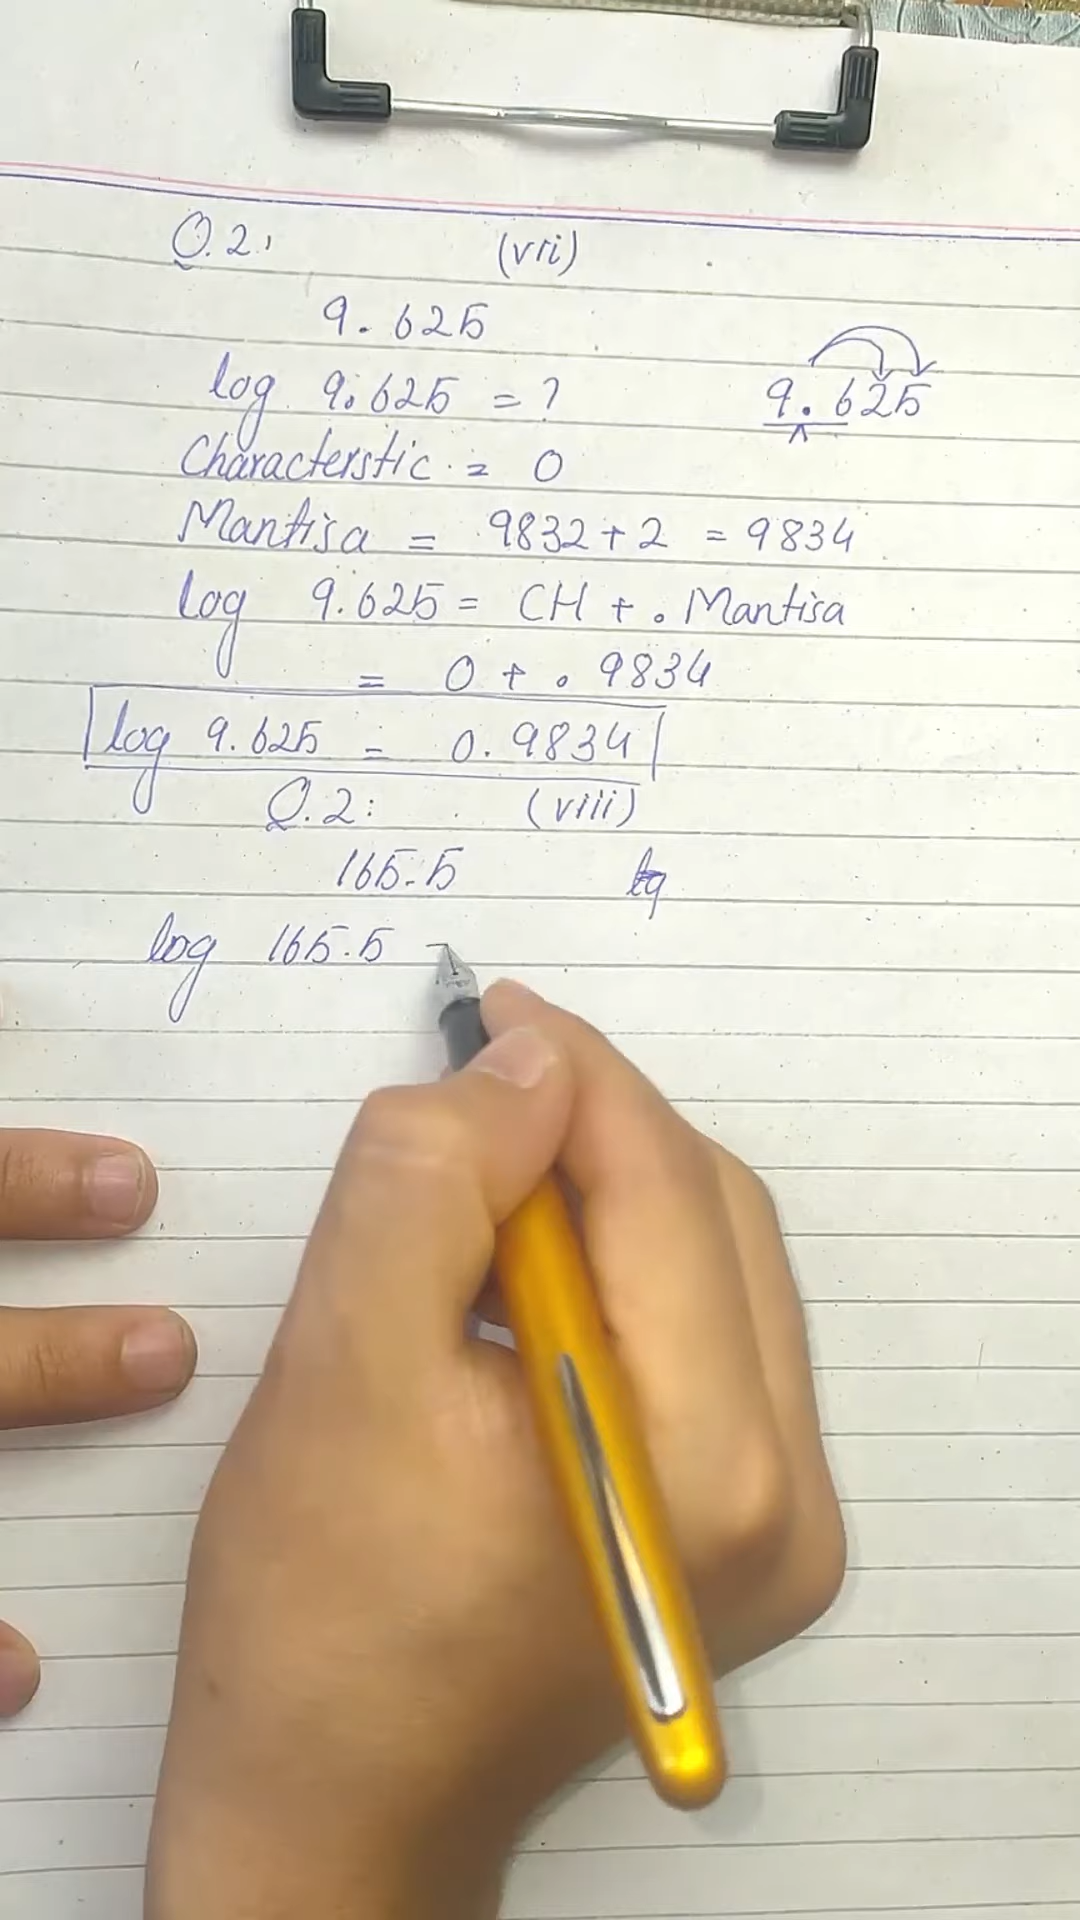 Q.2: (vii)
9.625
log 9.625 = ? 9.625
Characterstic = 0
Mantisa = 9832 + 2 = 9834
log 9.625 = CH + . Mantisa
= 0 + . 9834
log 9.625 = 0.9834
Q.2: (viii)
165.5
log 165.5